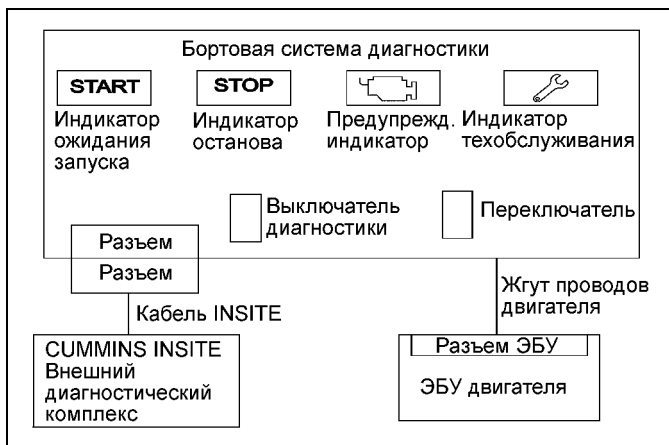 Бортовая система диагностики
START
STOP
Индикатор
ожидания
запуска
Индикатор
останова
Предупрежд.
индикатор
Индикатор
техобслуживания
Выключатель
диагностики
Переключатель
Разъем
Разъем
Кабель INSITE
Жгут проводов
двигателя
CUMMINS INSITE
Внешний
диагностический
комплекс
Разъем ЭБУ
ЭБУ двигателя